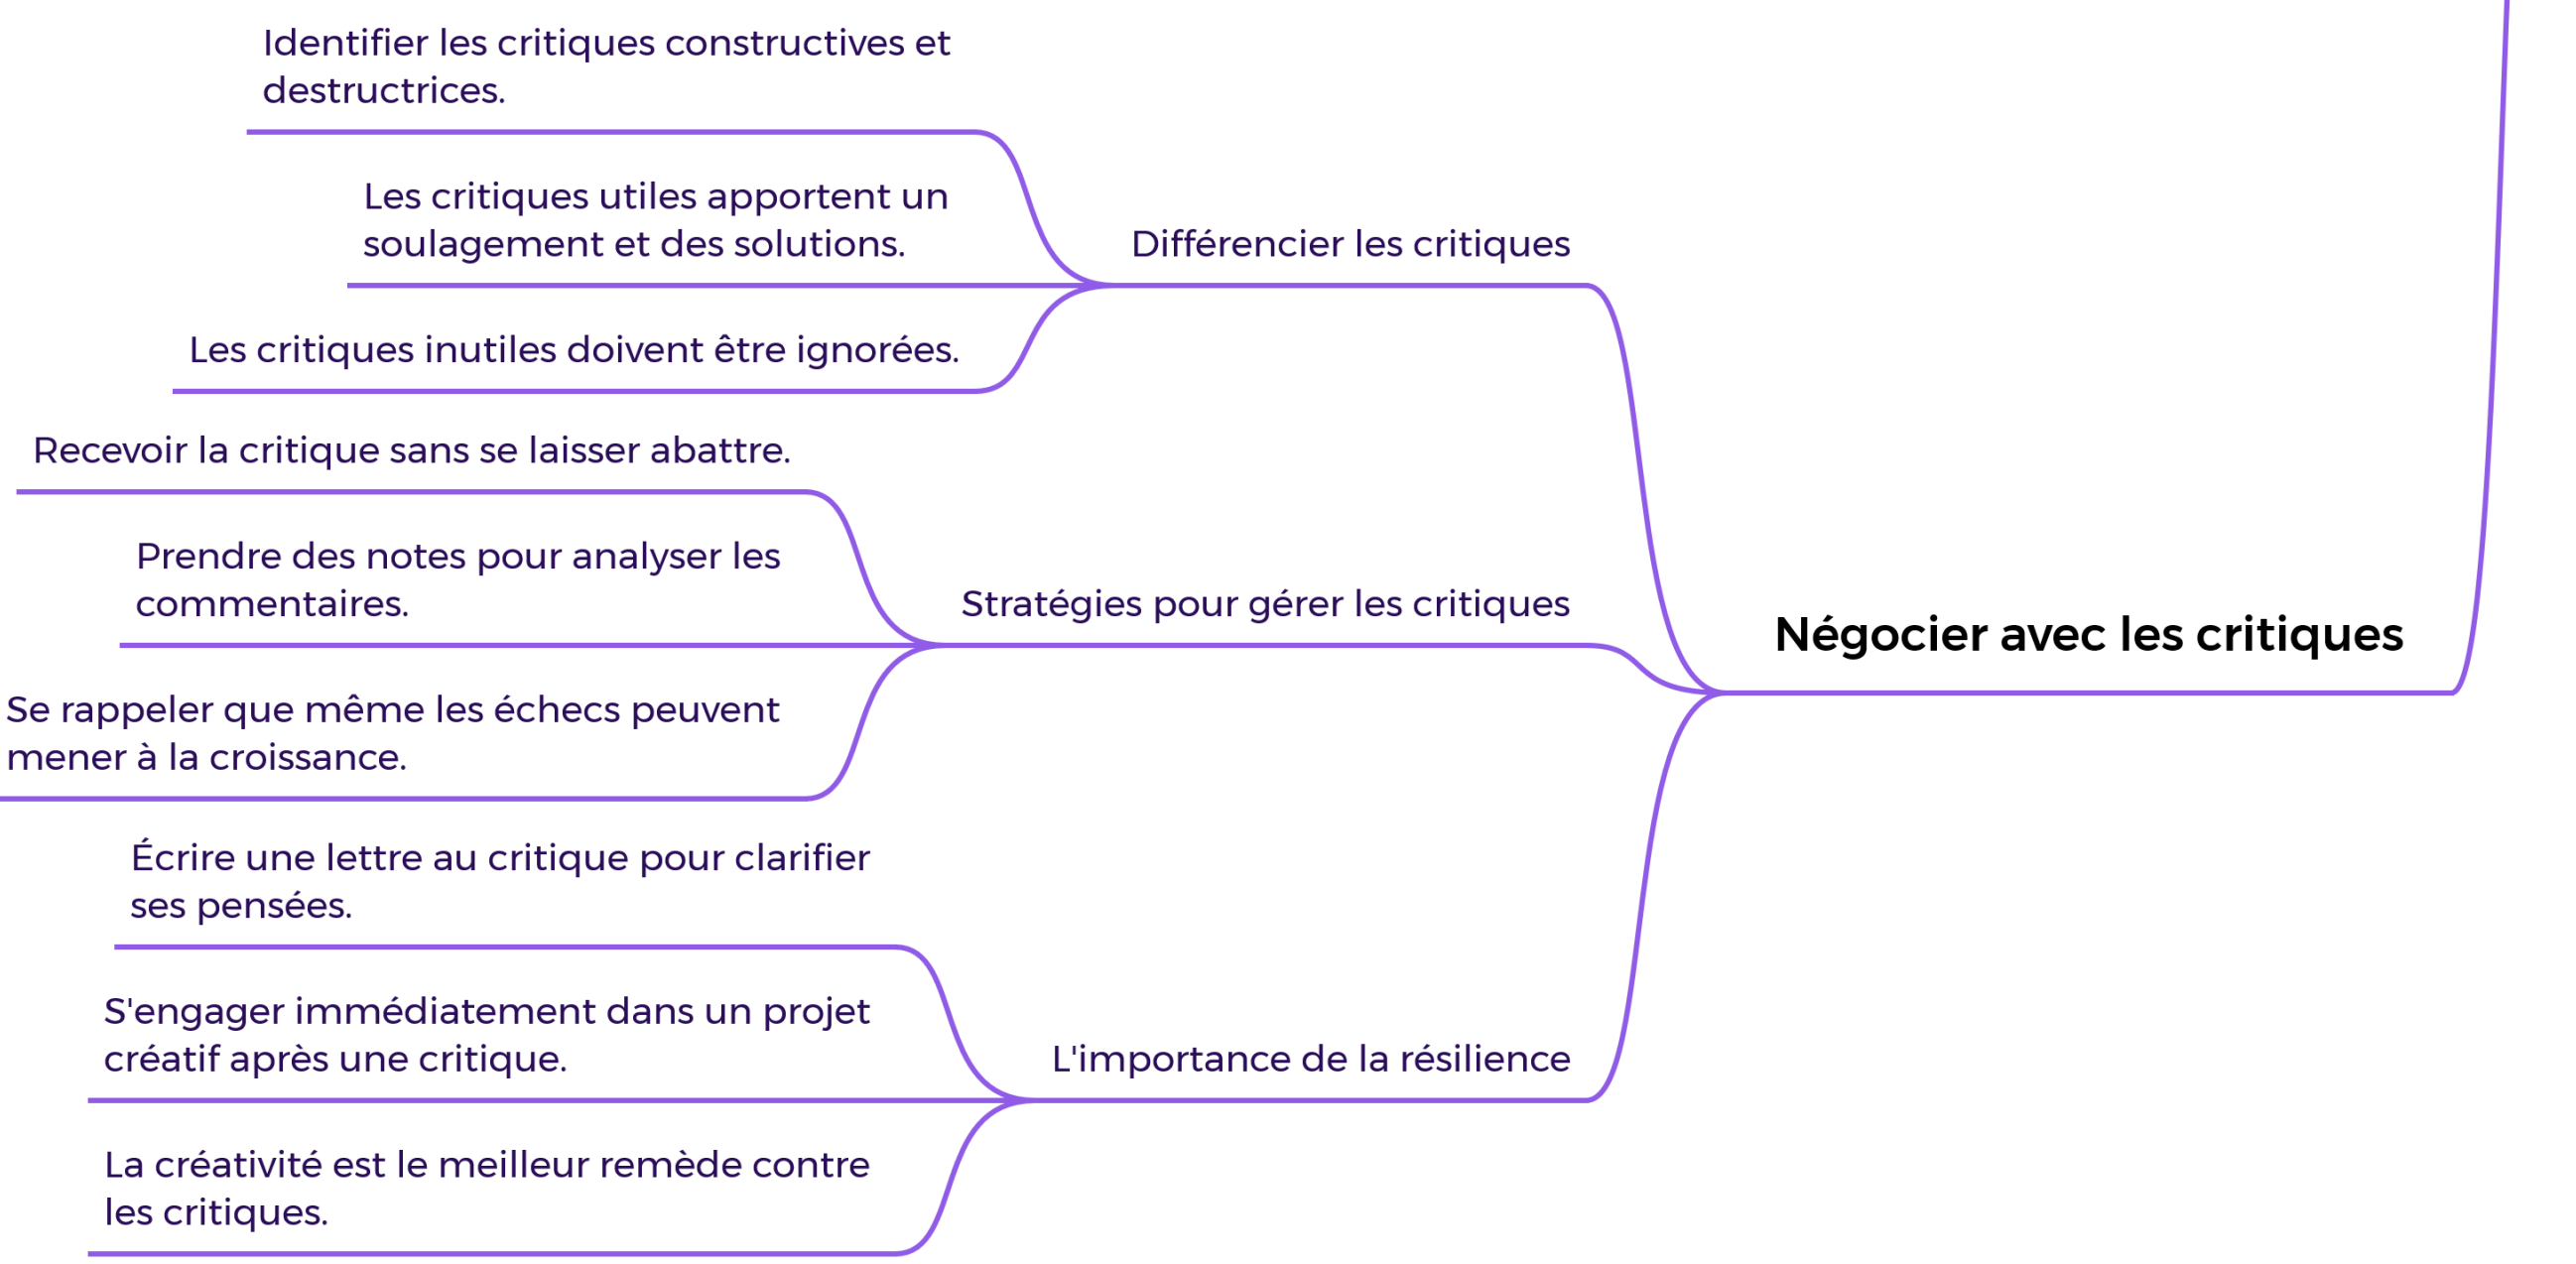 Identifier les critiques constructives et
destructrices.
Les critiques utiles apportent un
soulagement et des solutions.
Différencier les critiques
Les critiques inutiles doivent être ignorées.
Recevoir la critique sans se laisser abattre.
Prendre des notes pour analyser les
commentaires.
Stratégies pour gérer les critiques
Négocier avec les critiques
Se rappeler que même les échecs peuvent
mener à la croissance.
Écrire une lettre au critique pour clarifier
ses pensées.
S'engager immédiatement dans un projet
créatif après une critique.
L'importance de la résilience
La créativité est le meilleur remède contre
les critiques.